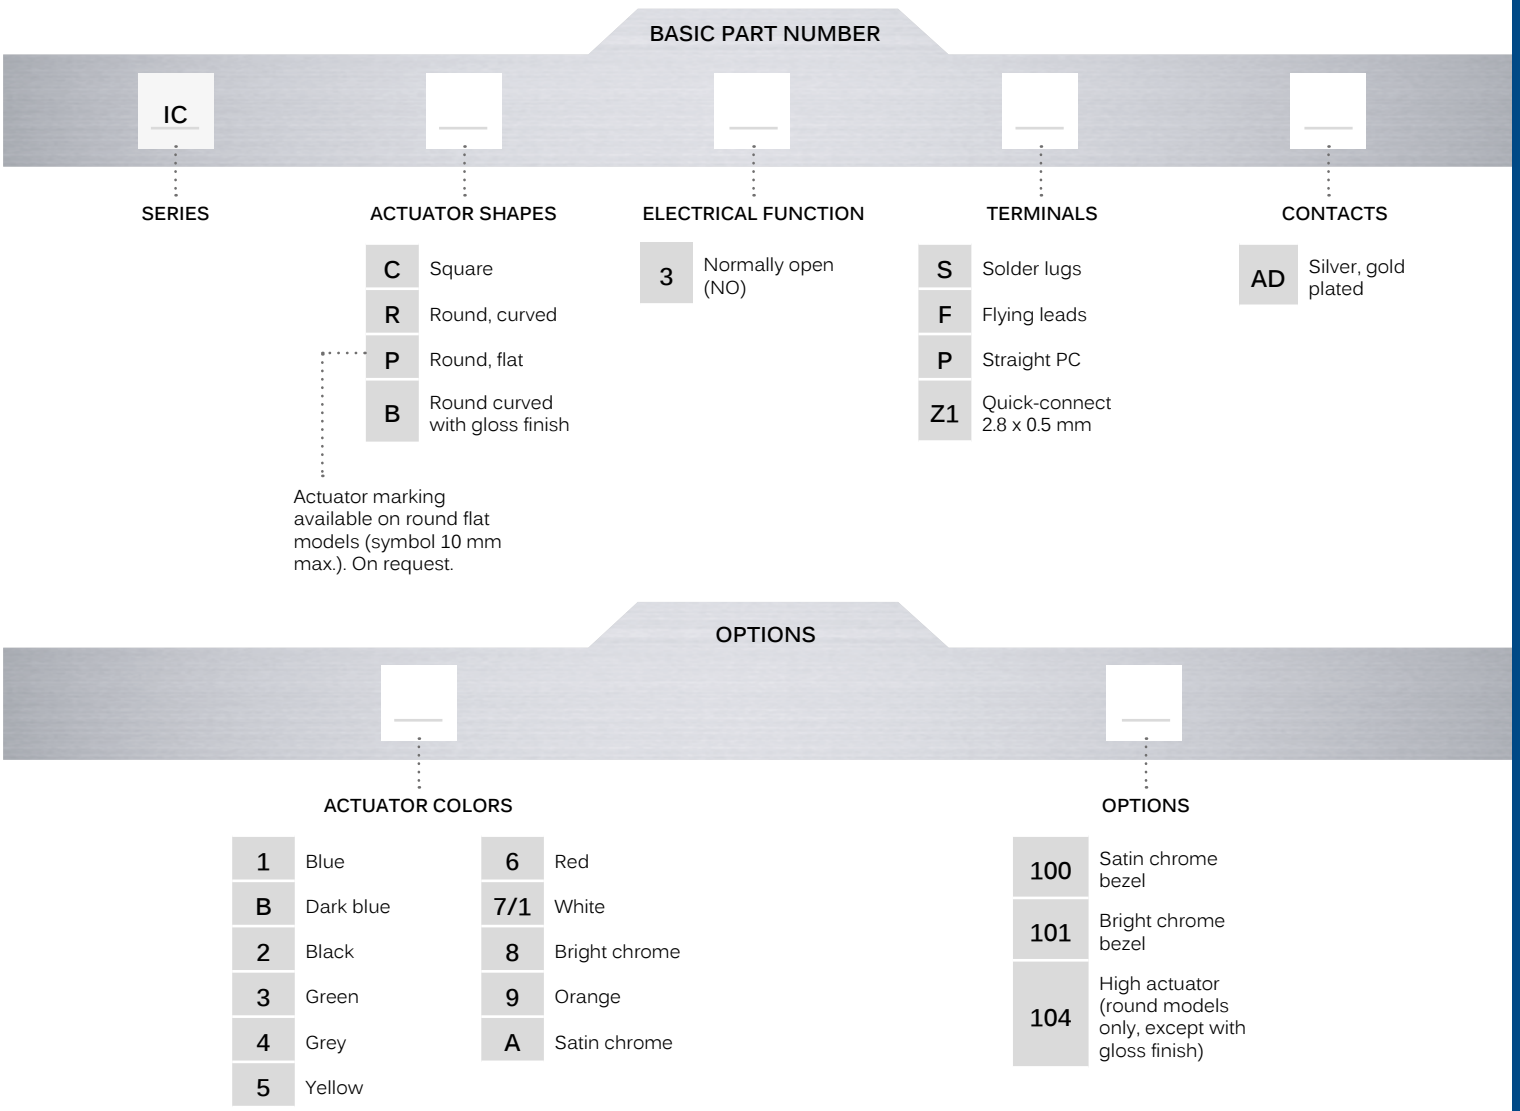 BASIC PART NUMBER
IC
SERIES
ACTUATOR SHAPES
C Square
R Round, curved
P Round, flat
B Round curved
with gloss finish
Actuator marking
available on round flat
models (symbol 10 mm
max.). On request.
ELECTRICAL FUNCTION
3 Normally open
(NO)
TERMINALS
S Solder lugs
F Flying leads
P Straight PC
Z1 Quick-connect
2.8 x 0.5 mm
CONTACTS
AD Silver, gold
plated
OPTIONS
ACTUATOR COLORS
1 Blue
B Dark blue
2 Black
3 Green
4 Grey
5 Yellow
6 Red
7/1 White
8 Bright chrome
9 Orange
A Satin chrome
OPTIONS
100 Satin chrome
bezel
101 Bright chrome
bezel
104 High actuator
(round models
only, except with
gloss finish)